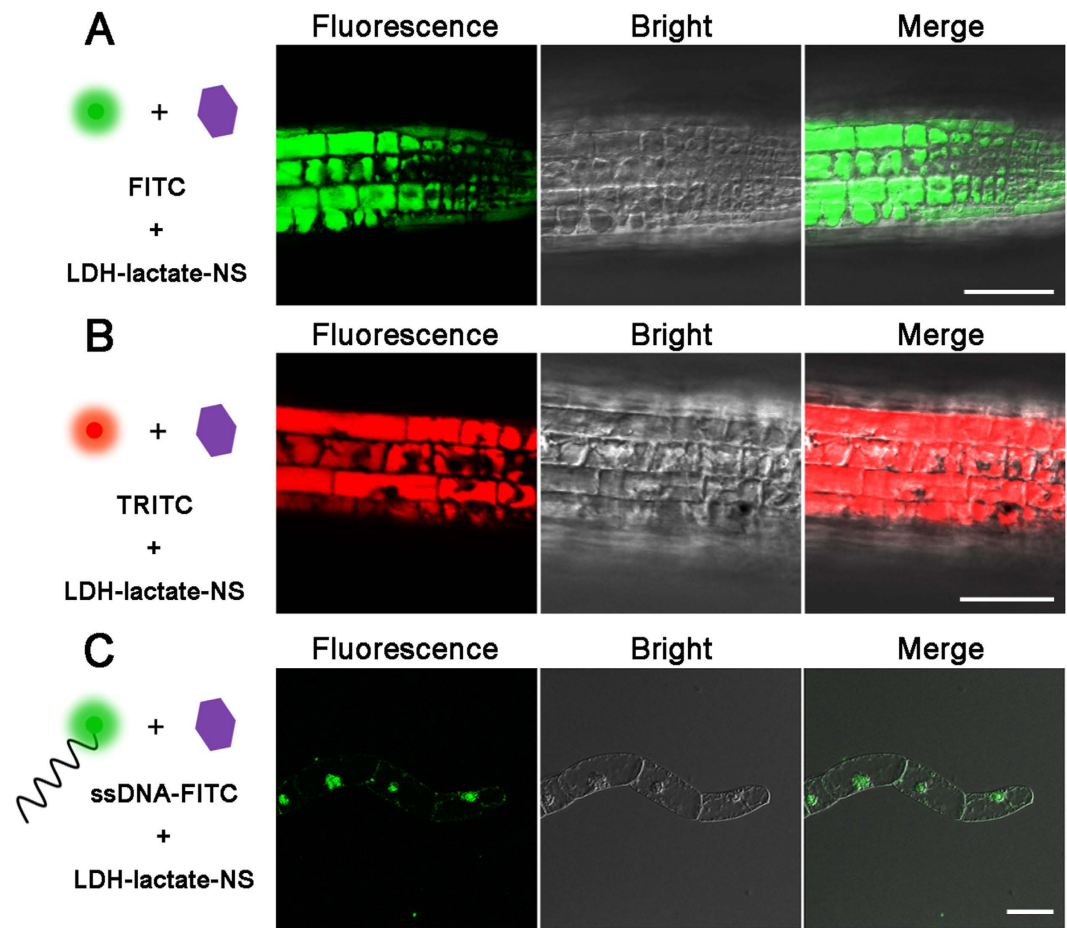 A
Fluorescence Bright Merge
+
FITC
+
LDH-lactate-NS
B
Fluorescence Bright Merge
+
TRITC
+
LDH-lactate-NS
C
Fluorescence Bright Merge
+
ssDNA-FITC
+
LDH-lactate-NS